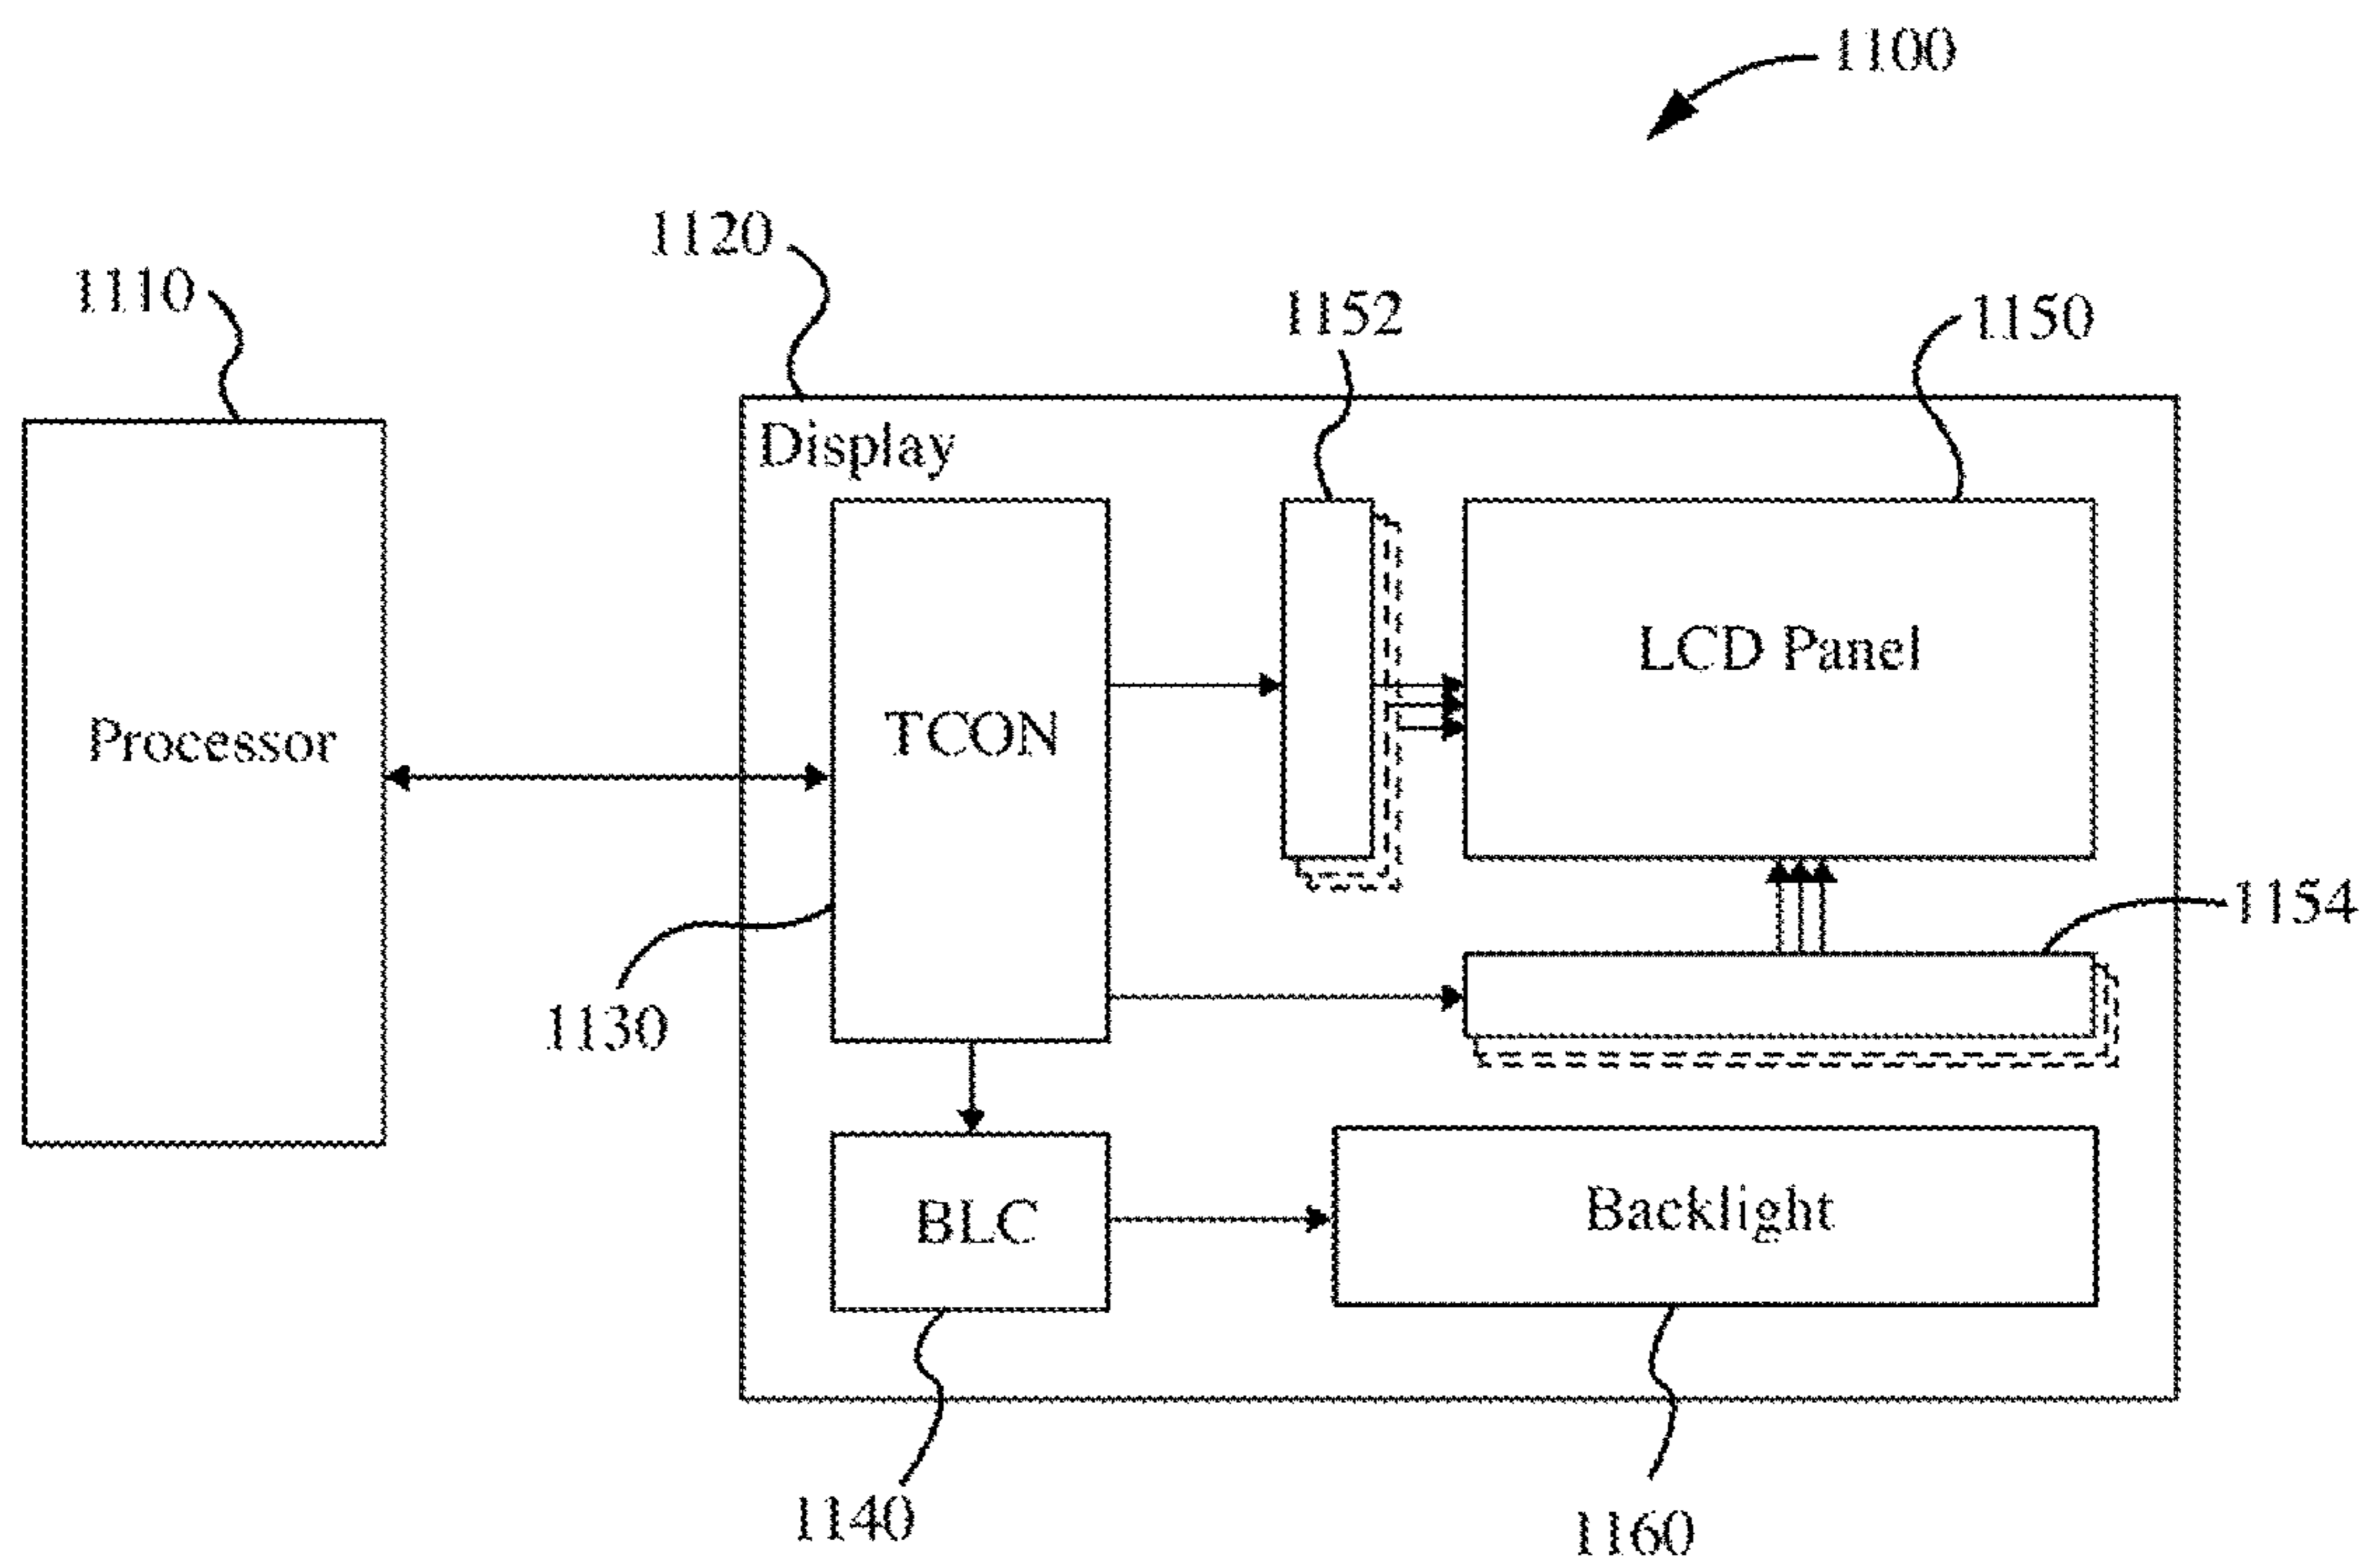 1100
1120
1110
1152
1150
Display
LCD Panel
Processor
TCON
1154
1130
BLC
Backlight
1140
1160